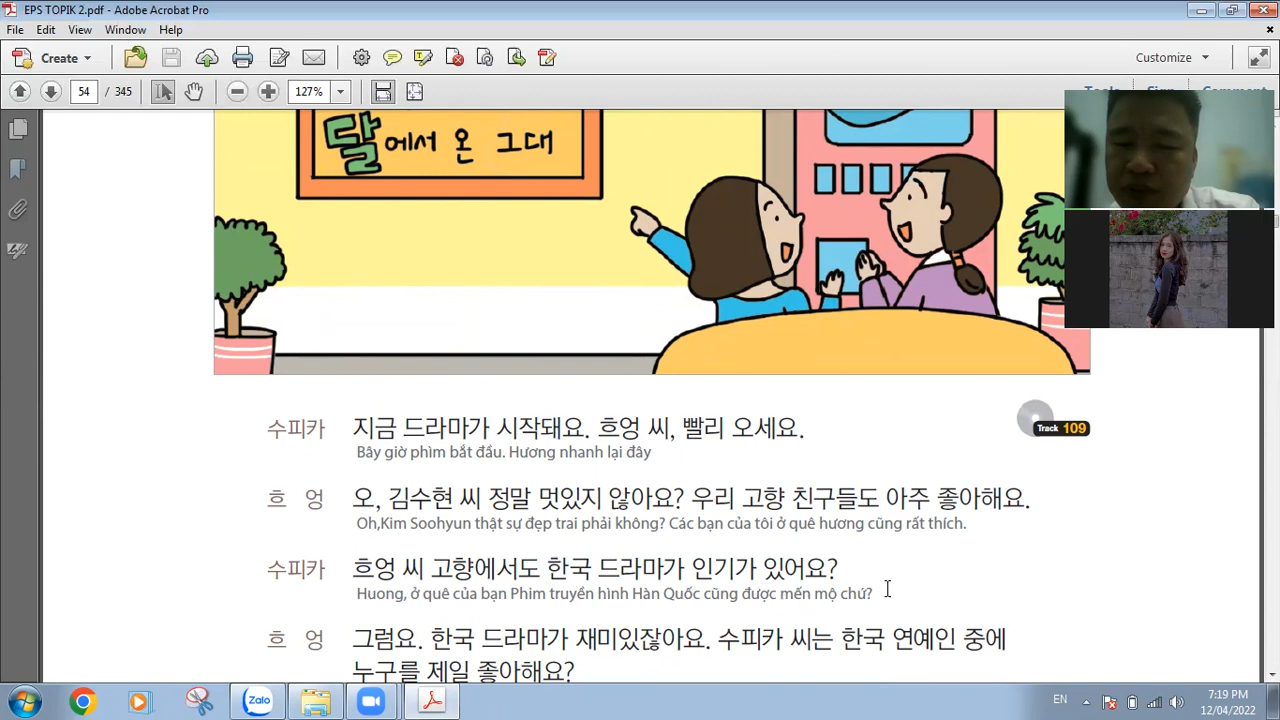 EPS TOPIK 2.pdf - Adobe Acrobat Pro
File Edit View Window Help
Create
Customize
54 / 345
127%
Tools Sign Comment
달에서 온 그대
Track 109
수피카 지금 드라마가 시작돼요. 흐엉 씨, 빨리 오세요.
Bây giờ phìm bắt đầu. Hương nhanh lại đây
흐 엉 오, 김수현 씨 정말 멋있지 않아요? 우리 고향 친구들도 아주 좋아해요.
Oh,Kim Soohyun thật sự đẹp trai phải không? Các bạn của tôi ở quê hương cũng rất thích.
수피카 흐엉 씨 고향에서도 한국 드라마가 인기가 있어요?
Huong, ở quê của bạn Phim truyền hình Hàn Quốc cũng được mến mộ chứ?
흐 엉 그럼요. 한국 드라마가 재미있잖아요. 수피카 씨는 한국 연예인 중에
누구를 제일 좋아해요?
Zalo
EN
7:19 PM
12/04/2022